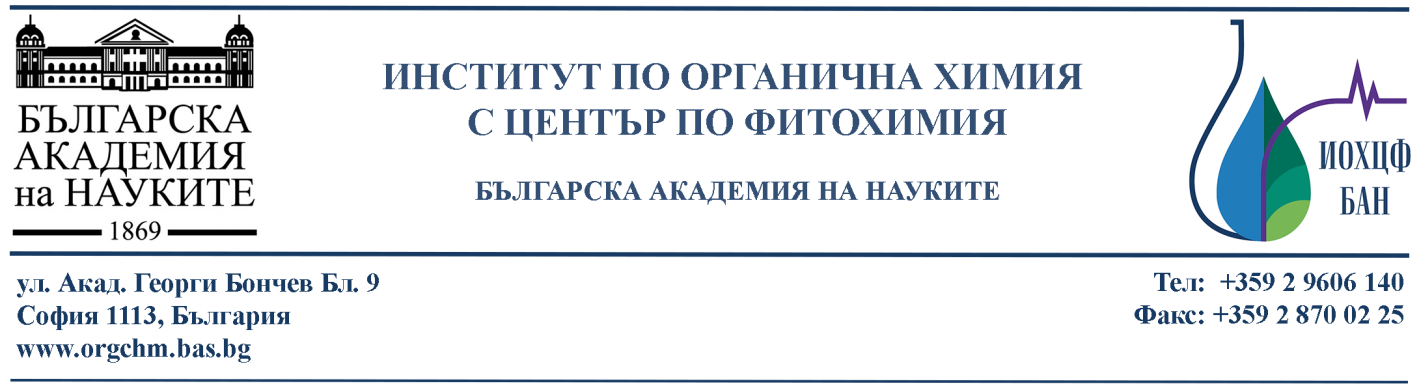 БЪЛГАРСКА
АКАДЕМИЯ
на НАУКИТЕ
1869
ИНСТИТУТ ПО ОРГАНИЧНА ХИМИЯ
С ЦЕНТЪР ПО ФИТОХИМИЯ
БЪЛГАРСКА АКАДЕМИЯ НА НАУКИТЕ
ИОХЦФ
БАН
ул. Акад. Георги Бончев Бл. 9
София 1113, България
www.orgchm.bas.bg
Тел: +359 2 9606 140
Факс: +359 2 870 02 25